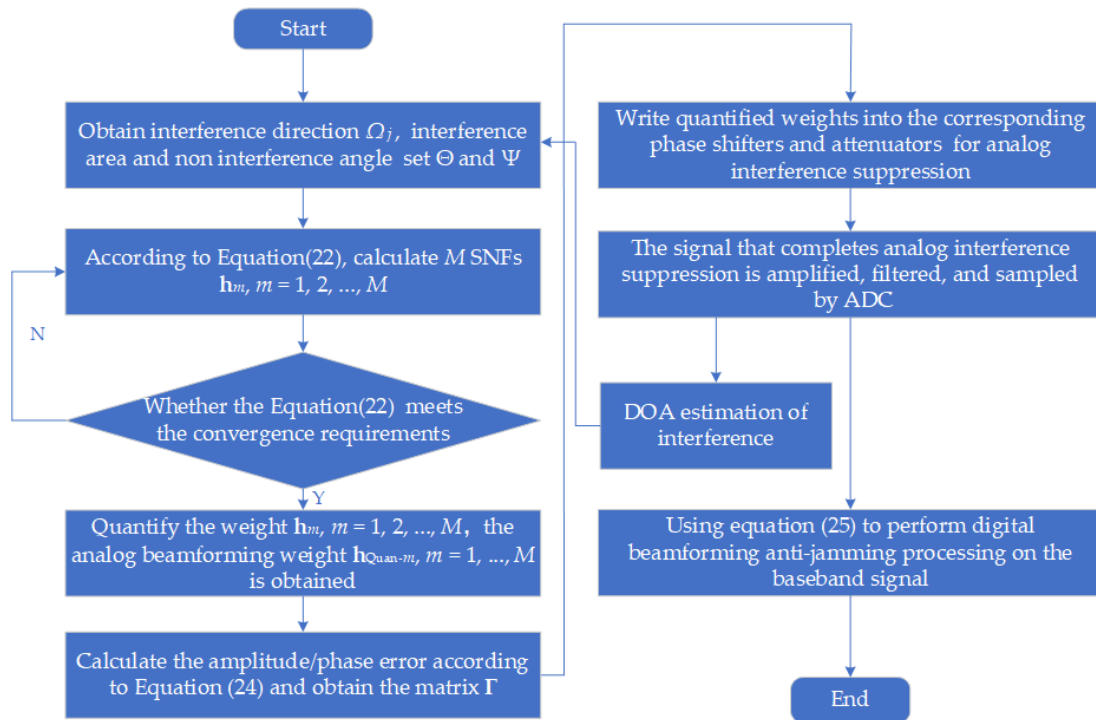 Start
Obtain interference direction Ωj, interference
area and non interference angle set Θ and Ψ
According to Equation(22), calculate M SNFs
hm, m = 1, 2, ..., M
N
Whether the Equation(22) meets
the convergence requirements
Y
Quantify the weight hm, m = 1, 2, ..., M, the
analog beamforming weight hQuan-m, m = 1, ..., M
is obtained
Calculate the amplitude/phase error according
to Equation (24) and obtain the matrix Γ
Write quantified weights into the corresponding
phase shifters and attenuators for analog
interference suppression
The signal that completes analog interference
suppression is amplified, filtered, and sampled
by ADC
DOA estimation of
interference
Using equation (25) to perform digital
beamforming anti-jamming processing on the
baseband signal
End